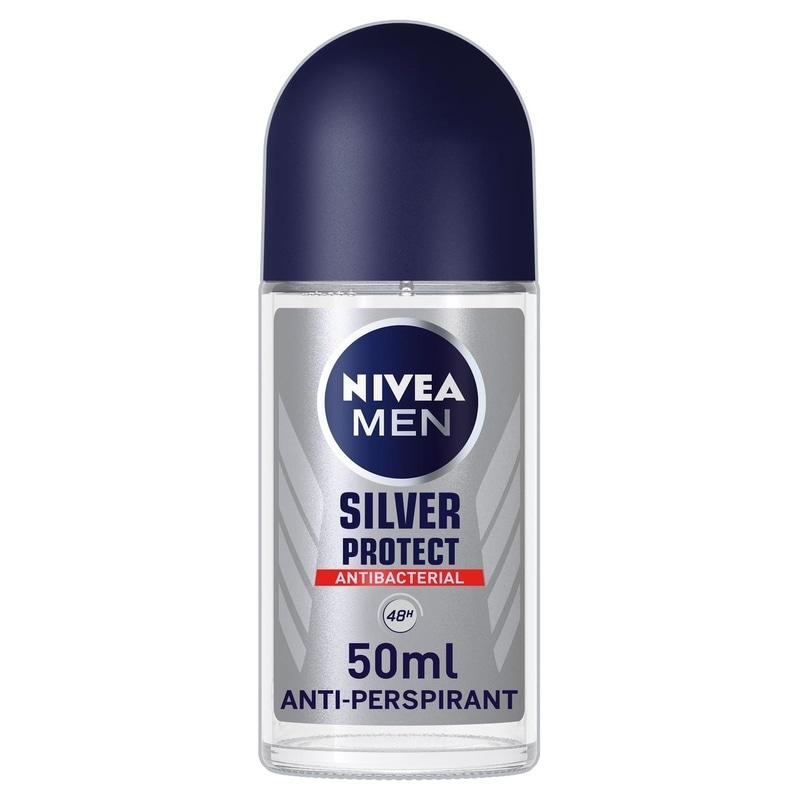 NIVEA
MEN
SILVER
PROTECT
ANTIBACTERIAL
48H
50ml
ANTI-PERSPIRANT